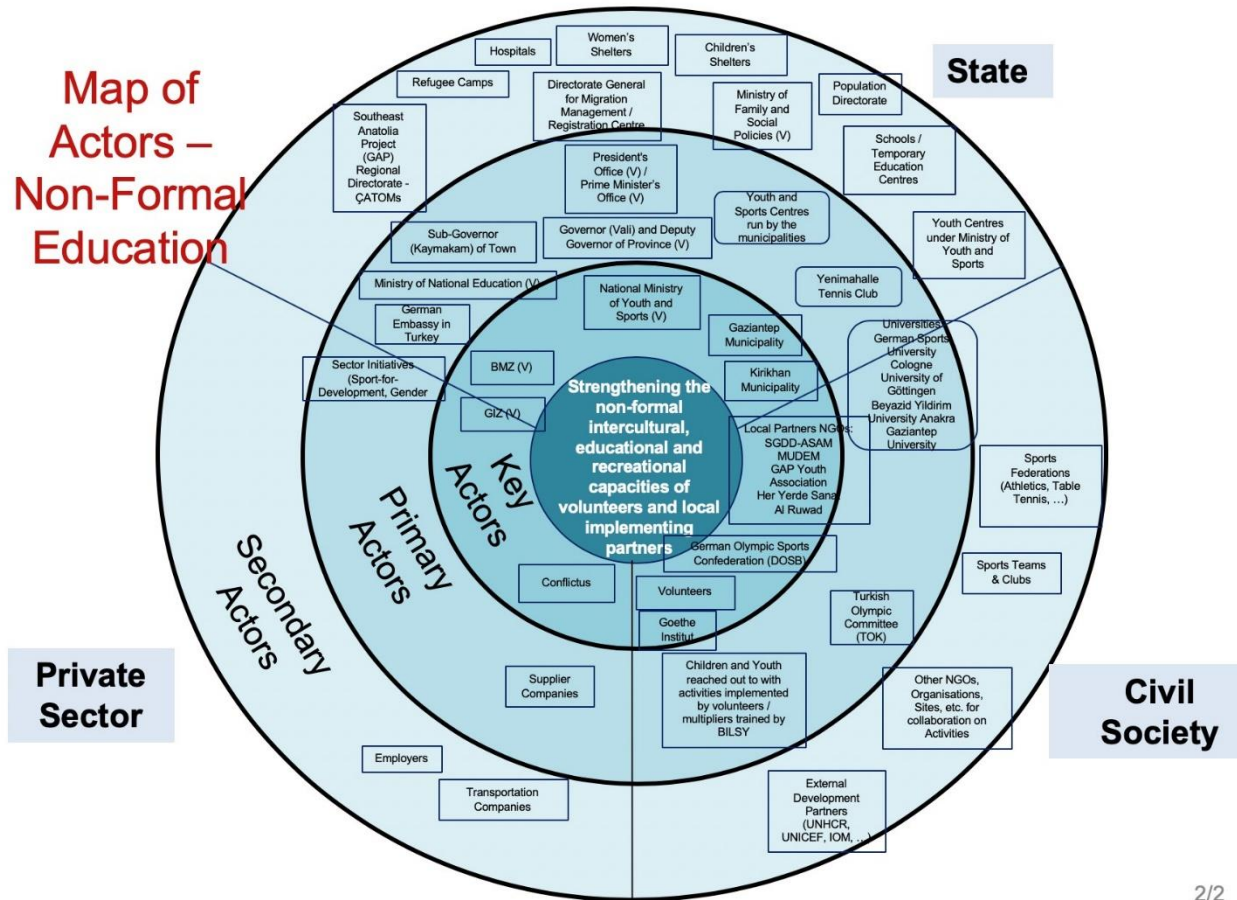 Map of
Actors –
Non-Formal
Education
State
Private
Sector
Civil
Society
Hospitals
Women's
Shelters
Children's
Shelters
Refugee Camps
Directorate General
for Migration
Management /
Registration Centre
Ministry of
Family and
Social
Policies (V)
Population
Directorate
Southeast
Anatolia
Project
(GAP)
Regional
Directorate -
ÇATOMs
Schools /
Temporary
Education
Centres
President's
Office (V) /
Prime Minister's
Office (V)
Youth and
Sports Centres
run by the
municipalities
Youth Centres
under Ministry of
Youth and
Sports
Sub-Governor
(Kaymakam) of Town
Governor (Vali) and Deputy
Governor of Province (V)
Ministry of National Education (V)
National Ministry
of Youth and
Sports (V)
Yenimahalle
Tennis Club
German
Embassy in
Turkey
Gaziantep
Municipality
Universities
German Sports
University
Cologne
University of
Göttingen
Beyazid Yildirim
University Anakra
Gaziantep
University
Sector Initiatives
(Sport-for-
Development, Gender
BMZ (V)
Kirikhan
Municipality
GIZ (V)
Strengthening the
non-formal
intercultural,
educational and
recreational
capacities of
volunteers and local
implementing
partners
Local Partners NGOs:
SGDD-ASAM
MUDEM
GAP Youth
Association
Her Yerde Sanat
Al Ruwad
Sports
Federations
(Athletics, Table
Tennis, …)
Key
Actors
Primary
Actors
Secondary
Actors
German Olympic Sports
Confederation (DOSB)
Sports Teams
& Clubs
Conflictus
Volunteers
Goethe
Institut
Turkish
Olympic
Committee
(TOK)
Supplier
Companies
Children and Youth
reached out to with
activities implemented
by volunteers /
multipliers trained by
BILSY
Other NGOs,
Organisations,
Sites, etc. for
collaboration on
Activities
Employers
Transportation
Companies
External
Development
Partners
(UNHCR,
UNICEF, IOM, …)
2/2